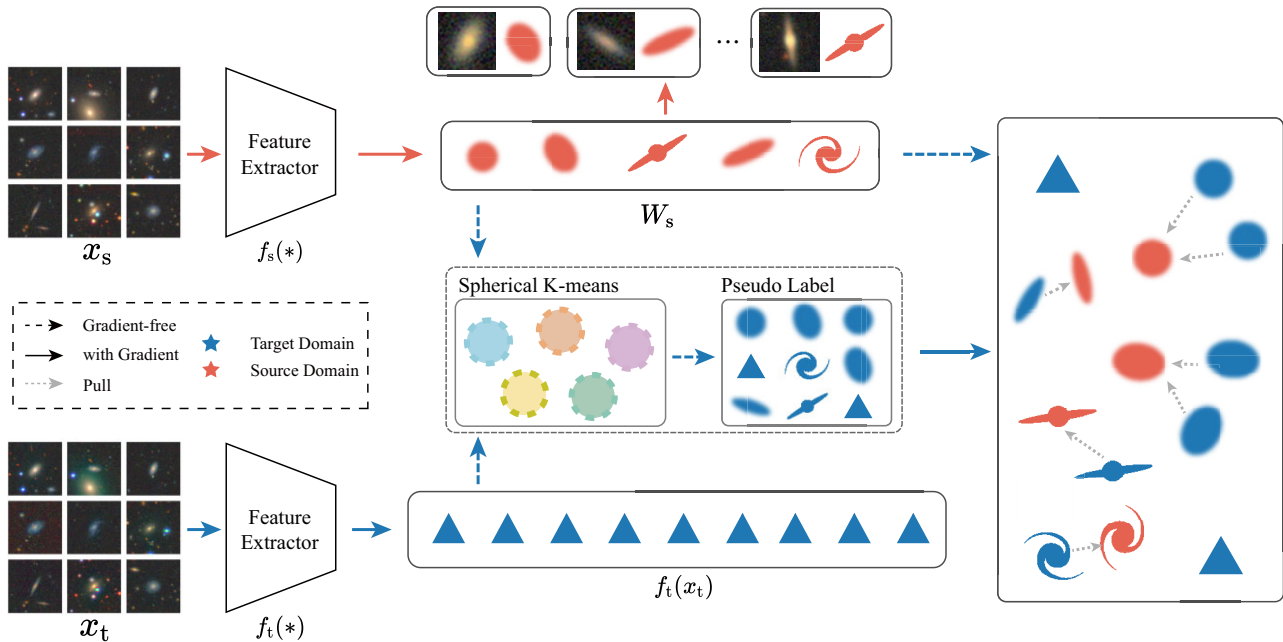 ...
Feature
Extractor
x_s
f_s(*)
W_s
Spherical K-means
Pseudo Label
Gradient-free
with Gradient
Pull
Target Domain
Source Domain
Feature
Extractor
f_t(x_t)
x_t
f_t(*)